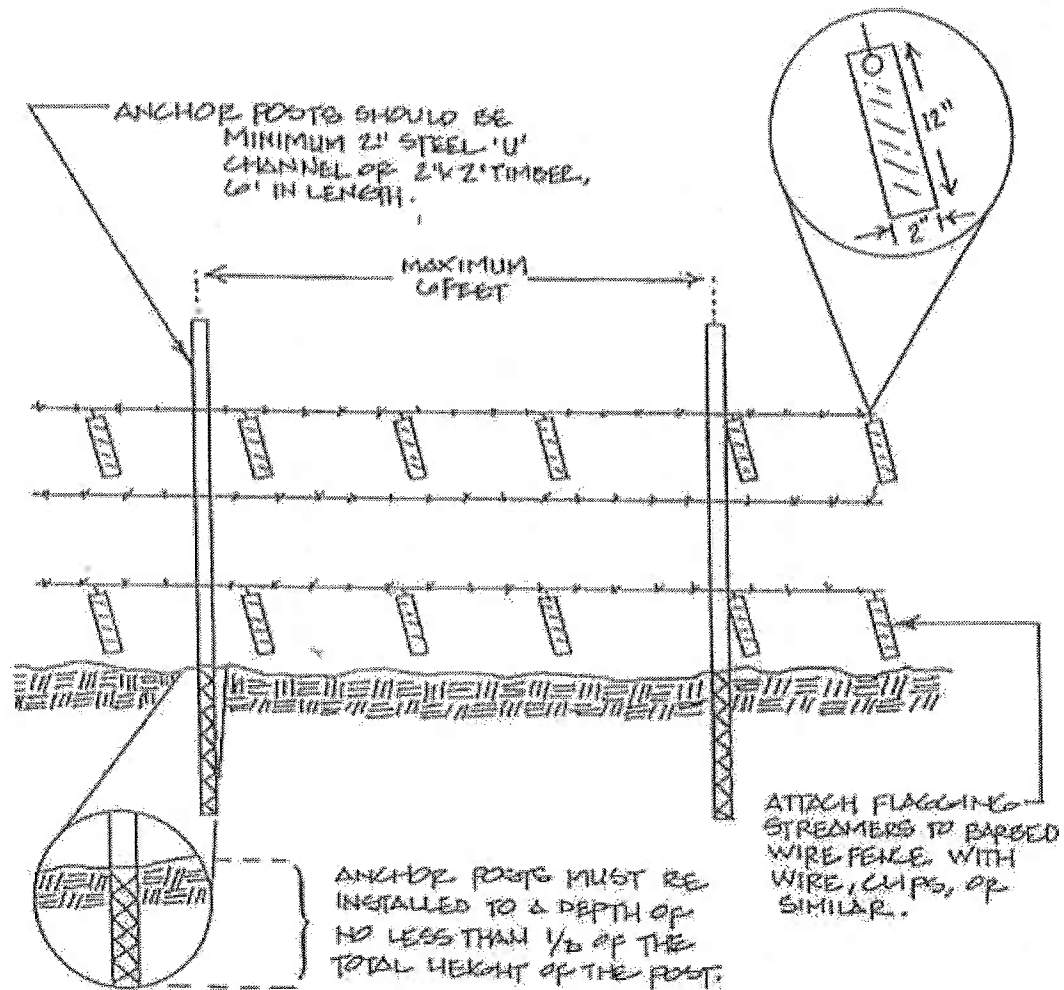 ANCHOR POSTS SHOULD BE
MINIMUM 2" STEEL 'U'
CHANNEL OR 2"X 2" TIMBER,
6' IN LENGTH.
12"
2"
MAXIMUM
6 FEET
ATTACH FLAGGING
STREAMERS TO BARBED
WIRE FENCE WITH
WIRE, CLIPS, OR
SIMILAR.
ANCHOR POSTS MUST BE
INSTALLED TO A DEPTH OF
NO LESS THAN OF THE
TOTAL HEIGHT OF THE POST.